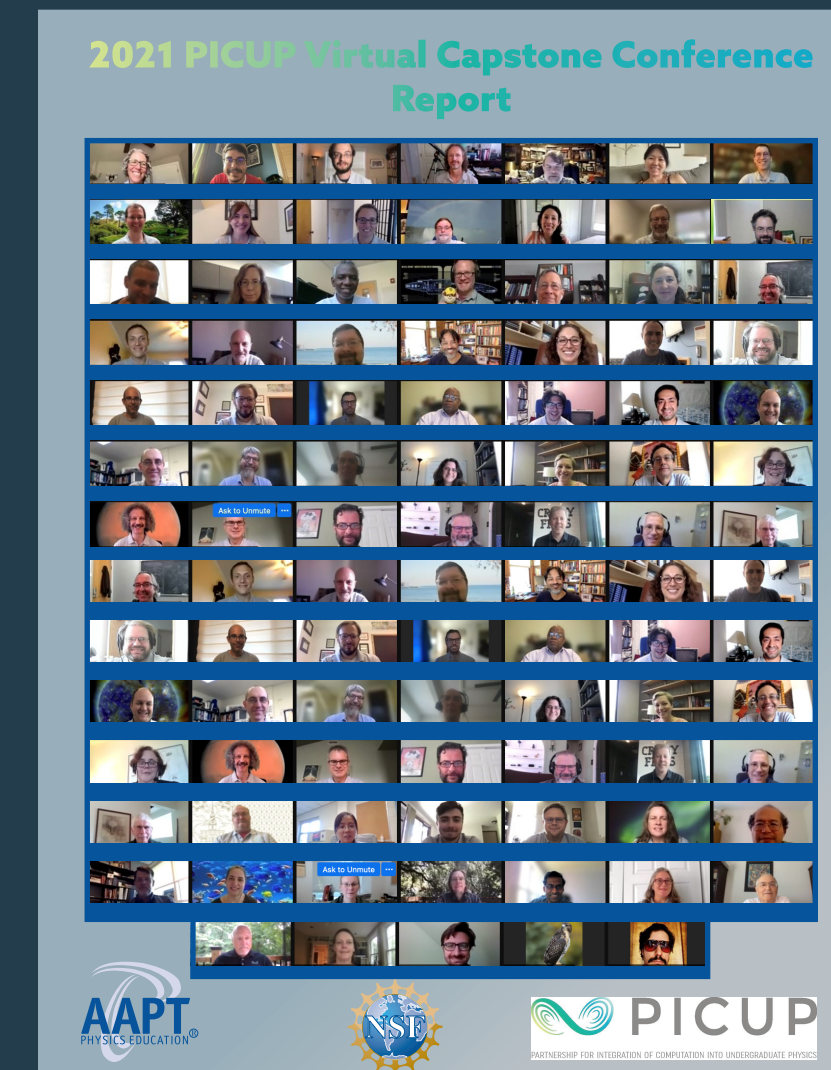 2021 PICUP Virtual Capstone Conference
Report
Ask to Unmute
Ask to Unmute
AAPT
PHYSICS EDUCATION®
NSF
PICUP
PARTNERSHIP FOR INTEGRATION OF COMPUTATION INTO UNDERGRADUATE PHYSICS